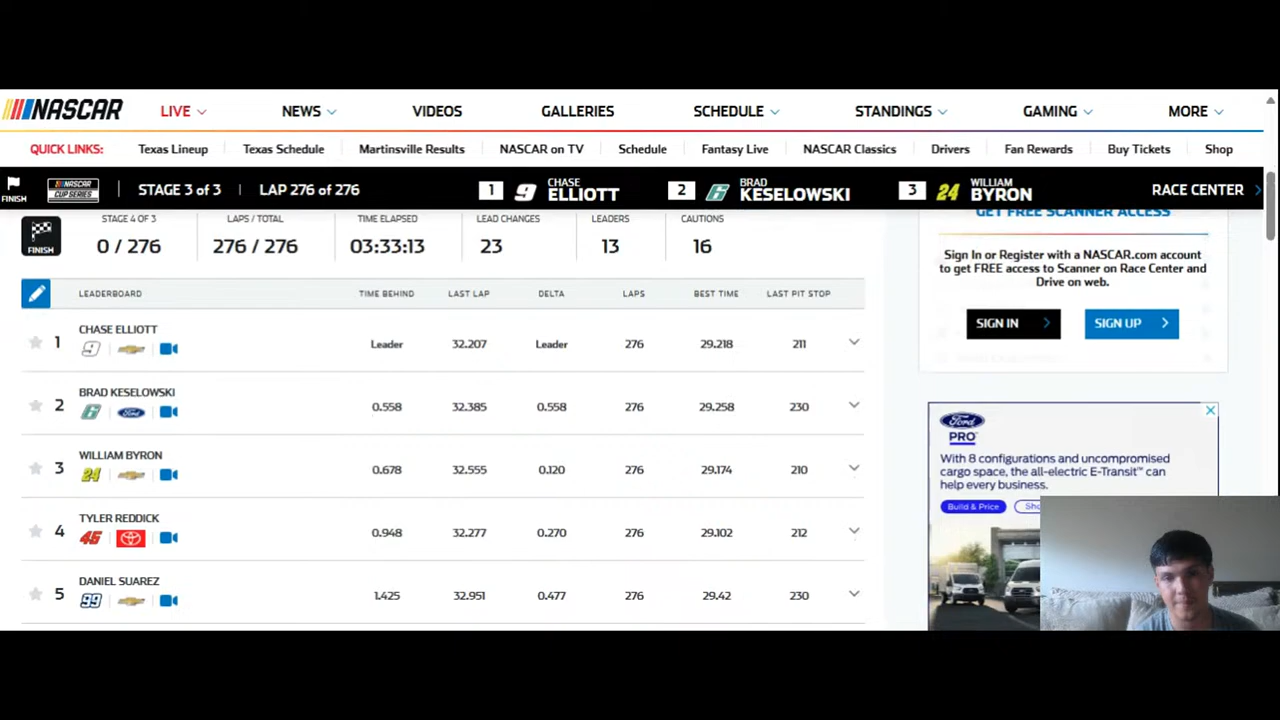 NASCAR LIVE NEWS VIDEOS GALLERIES SCHEDULE STANDINGS GAMING MORE
QUICK LINKS: Texas Lineup Texas Schedule Martinsville Results NASCAR on TV Schedule Fantasy Live NASCAR Classics Drivers Fan Rewards Buy Tickets Shop
FINISH NASCAR CUP SERIES STAGE 3 of 3 LAP 276 of 276 1 9 CHASE ELLIOTT 2 6 BRAD KESELOWSKI 3 24 WILLIAM BYRON RACE CENTER
FINISH
STAGE 4 OF 3 LAPS / TOTAL TIME ELAPSED LEAD CHANGES LEADERS CAUTIONS
0 / 276 276 / 276 03:33:13 23 13 16
LEADERBOARD TIME BEHIND LAST LAP DELTA LAPS BEST TIME LAST PIT STOP
1 CHASE ELLIOTT 9 Leader 32.207 Leader 276 29.218 211
2 BRAD KESELOWSKI 6 Ford 0.558 32.385 0.558 276 29.258 230
3 WILLIAM BYRON 24 0.678 32.555 0.120 276 29.174 210
4 TYLER REDDICK 45 0.948 32.277 0.270 276 29.102 212
5 DANIEL SUAREZ 99 1.425 32.951 0.477 276 29.42 230
GET FREE SCANNER ACCESS
Sign In or Register with a NASCAR.com account
to get FREE access to Scanner on Race Center and
Drive on web.
SIGN IN SIGN UP
Ford
PRO™
With 8 configurations and uncompromised
cargo space, the all-electric E-Transit™ can
help every business.
Build & Price